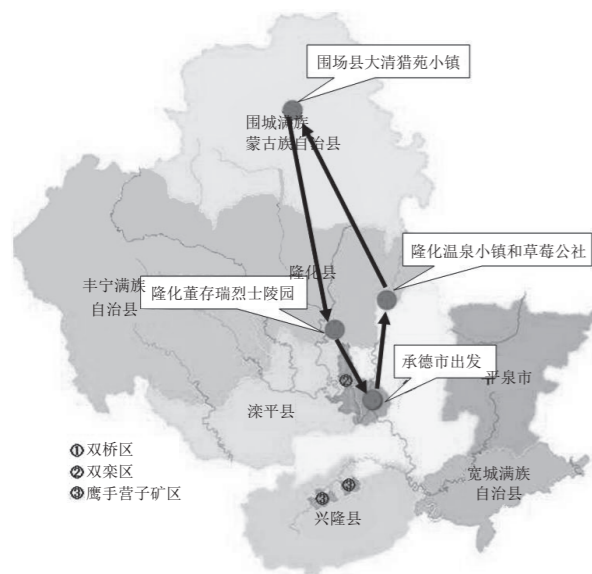 围场县大清猎苑小镇
围城满族
蒙古族自治县
隆化温泉小镇和草莓公社
隆化县
丰宁满族
自治县
隆化董存瑞烈士陵园
承德市出发
平泉市
②
滦平县
①双桥区
②双栾区
③鹰手营子矿区
宽城满族
自治县
③
③
兴隆县